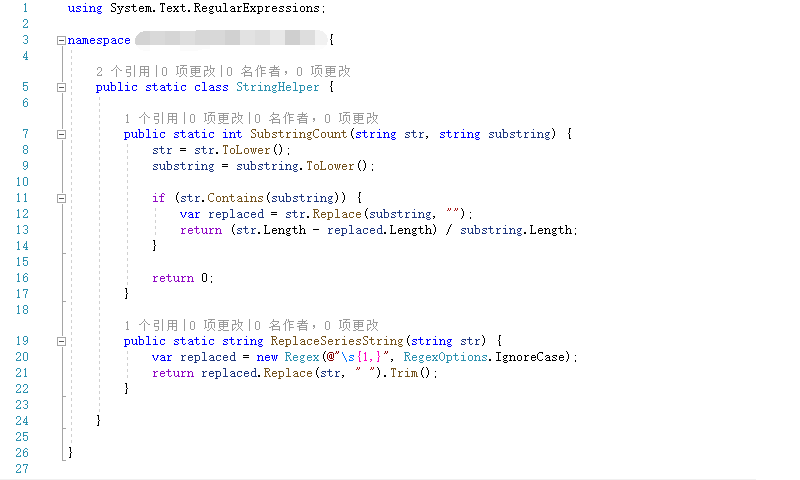 1 using System.Text.RegularExpressions;
2
3 namespace {
4
2 个引用|0 项更改|0 名作者, 0 项更改
5 public static class StringHelper {
6
1 个引用|0 项更改|0 名作者, 0 项更改
7 public static int SubstringCount(string str, string substring) {
8 str = str.ToLower();
9 substring = substring.ToLower();
10
11 if (str.Contains(substring)) {
12 var replaced = str.Replace(substring, "");
13 return (str.Length - replaced.Length) / substring.Length;
14 }
15
16 return 0;
17 }
18
1 个引用|0 项更改|0 名作者, 0 项更改
19 public static string ReplaceSeriesString(string str) {
20 var replaced = new Regex(@"\s{1,}", RegexOptions.IgnoreCase);
21 return replaced.Replace(str, " ").Trim();
22 }
23
24 }
25
26 }
27